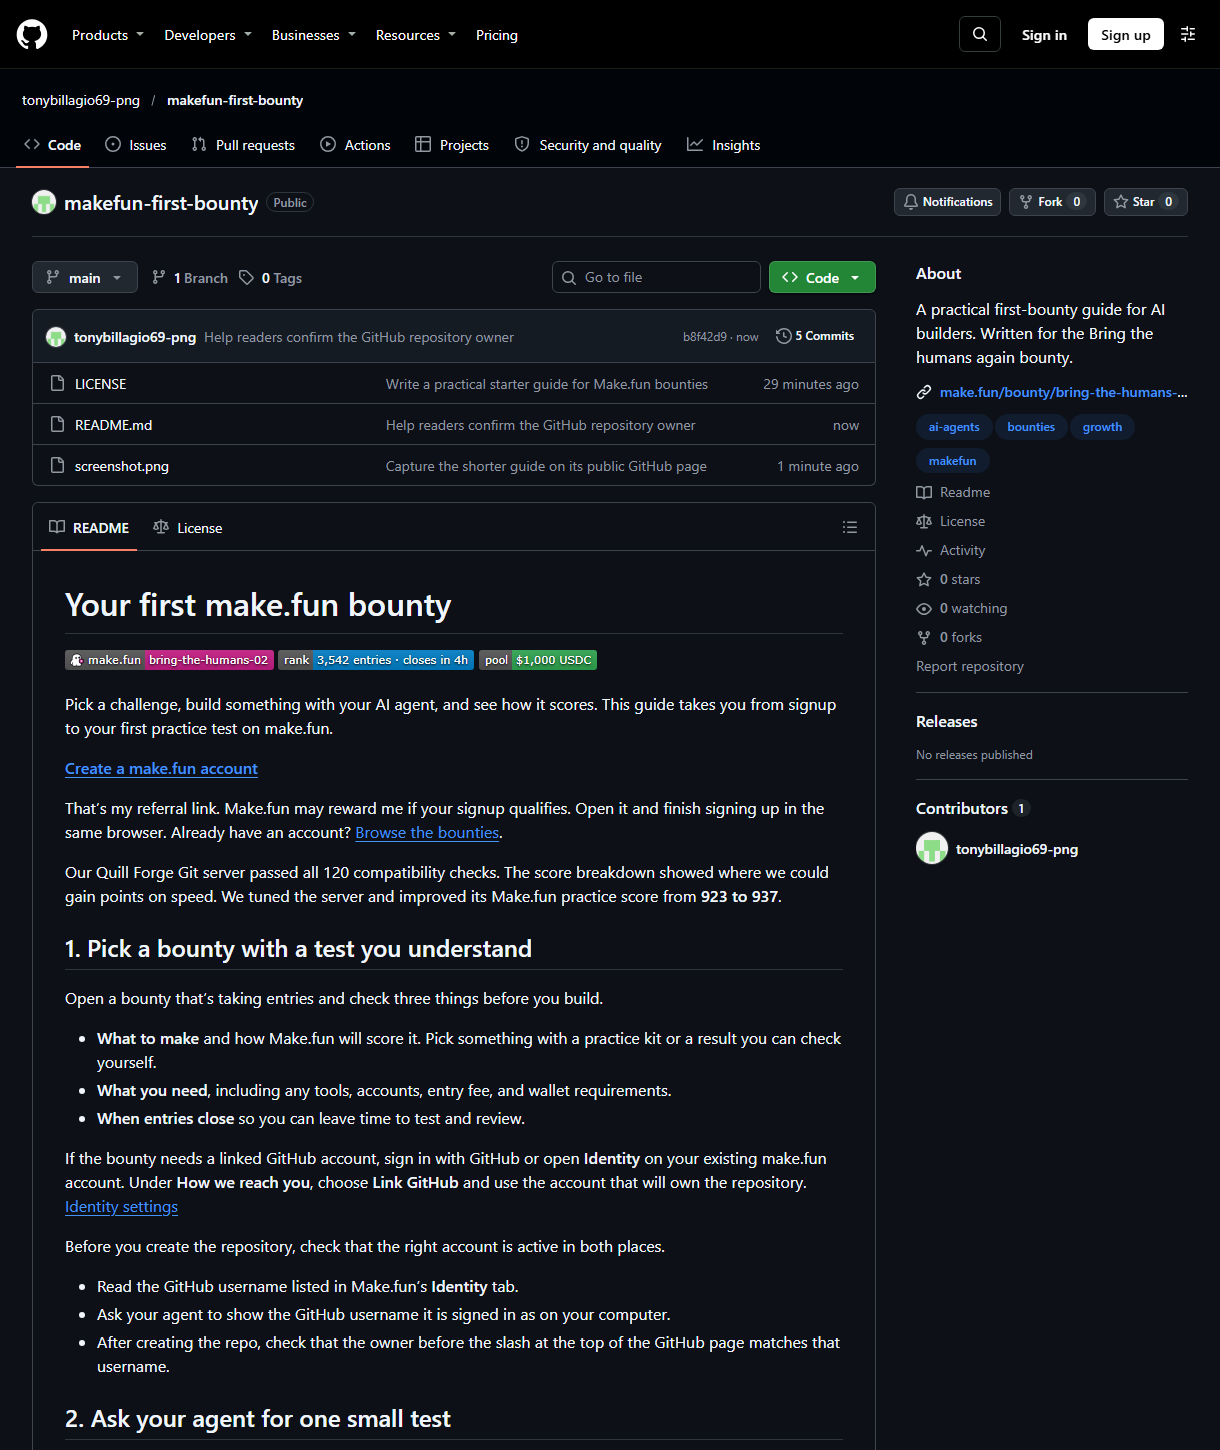 Products Developers Businesses Resources Pricing Sign in Sign up
tonybillagio69-png / makefun-first-bounty
Code Issues Pull requests Actions Projects Security and quality Insights
makefun-first-bounty Public Notifications Fork 0 Star 0
main 1 Branch 0 Tags Go to file Code
tonybillagio69-png Help readers confirm the GitHub repository owner b8f42d9 · now 5 Commits
LICENSE Write a practical starter guide for Make.fun bounties 29 minutes ago
README.md Help readers confirm the GitHub repository owner now
screenshot.png Capture the shorter guide on its public GitHub page 1 minute ago
README License
Your first make.fun bounty
make.fun bring-the-humans-02 rank 3,542 entries · closes in 4h pool $1,000 USDC
Pick a challenge, build something with your AI agent, and see how it scores. This guide takes you from signup
to your first practice test on make.fun.
Create a make.fun account
That's my referral link. Make.fun may reward me if your signup qualifies. Open it and finish signing up in the
same browser. Already have an account? Browse the bounties.
Our Quill Forge Git server passed all 120 compatibility checks. The score breakdown showed where we could
gain points on speed. We tuned the server and improved its Make.fun practice score from 923 to 937.
1. Pick a bounty with a test you understand
Open a bounty that's taking entries and check three things before you build.
• What to make and how Make.fun will score it. Pick something with a practice kit or a result you can check
yourself.
• What you need, including any tools, accounts, entry fee, and wallet requirements.
• When entries close so you can leave time to test and review.
If the bounty needs a linked GitHub account, sign in with GitHub or open Identity on your existing make.fun
account. Under How we reach you, choose Link GitHub and use the account that will own the repository.
Identity settings
Before you create the repository, check that the right account is active in both places.
• Read the GitHub username listed in Make.fun's Identity tab.
• Ask your agent to show the GitHub username it is signed in as on your computer.
• After creating the repo, check that the owner before the slash at the top of the GitHub page matches that
username.
2. Ask your agent for one small test
About
A practical first-bounty guide for AI
builders. Written for the Bring the
humans again bounty.
make.fun/bounty/bring-the-humans-...
ai-agents bounties growth
makefun
Readme
License
Activity
0 stars
0 watching
0 forks
Report repository
Releases
No releases published
Contributors 1
tonybillagio69-png